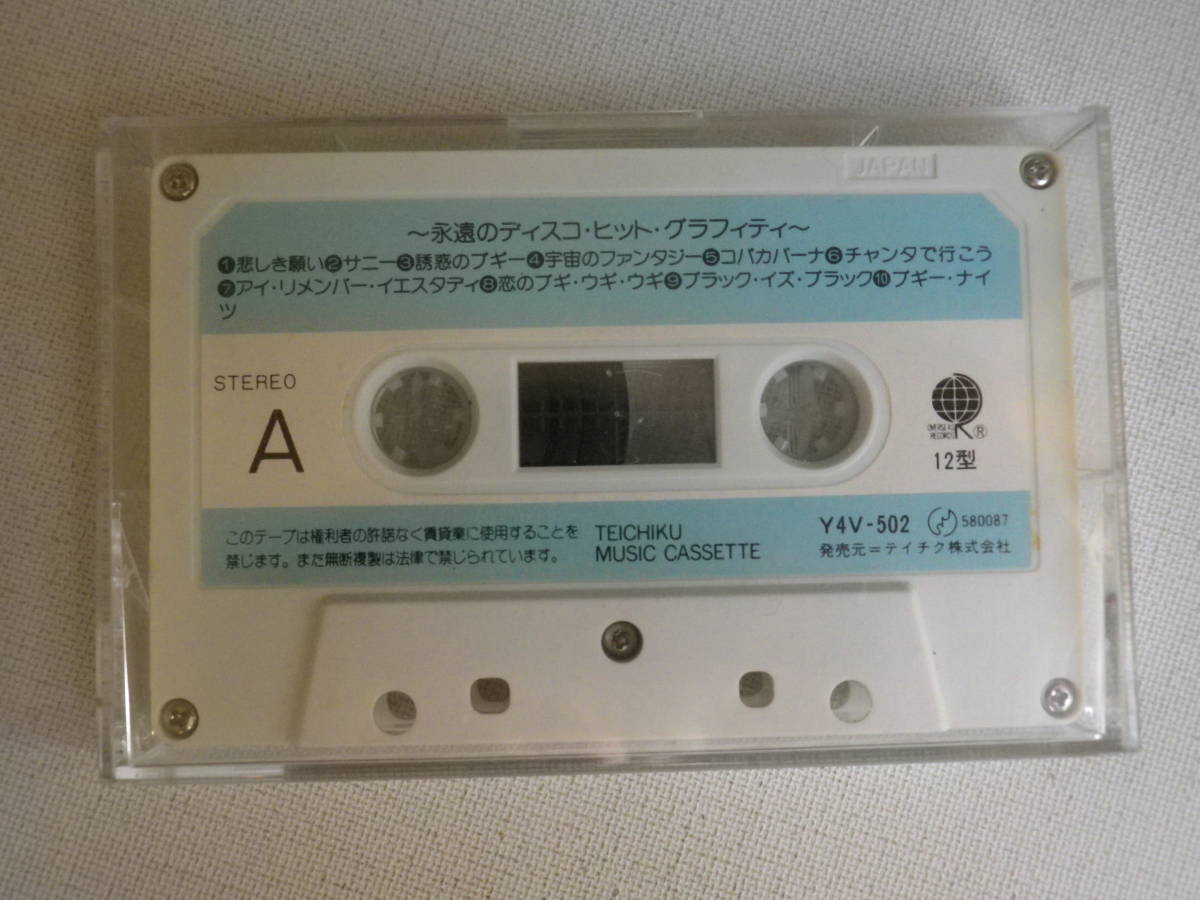 JAPAN
～永遠のディスコ・ヒット・グラフィティ～
❶悲しき願い❷サニー❸誘惑のブギー❹宇宙のファンタジー❺コパカバーナ❻チャンタで行こう
❼アイ・リメンバー・イエスタディ❽恋のブギ・ウギ・ウギ❾ブラック・イズ・ブラック❿ブギー・ナイ
ツ
STEREO
A
OVERSEAS
RECORDS
R®
12型
このテープは権利者の許諾なく賃貸業に使用することを
禁じます。また無断複製は法律で禁じられています。
TEICHIKU
MUSIC CASSETTE
Y4V-502 580087
発売元=テイチク株式会社